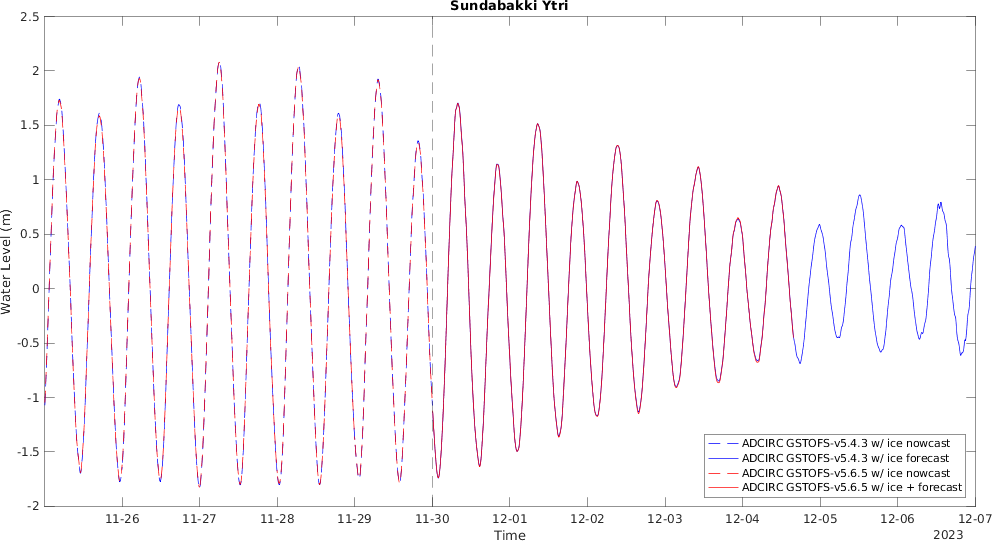 Sundabakki Ytri
2.5
2
1.5
1
0.5
0
-0.5
-1
-1.5
-2
Water Level (m)
11-26 11-27 11-28 11-29 11-30 12-01 12-02 12-03 12-04 12-05 12-06 12-07
Time
2023
ADCIRC GSTOFS-v5.4.3 w/ ice nowcast
ADCIRC GSTOFS-v5.4.3 w/ ice forecast
ADCIRC GSTOFS-v5.6.5 w/ ice nowcast
ADCIRC GSTOFS-v5.6.5 w/ ice + forecast